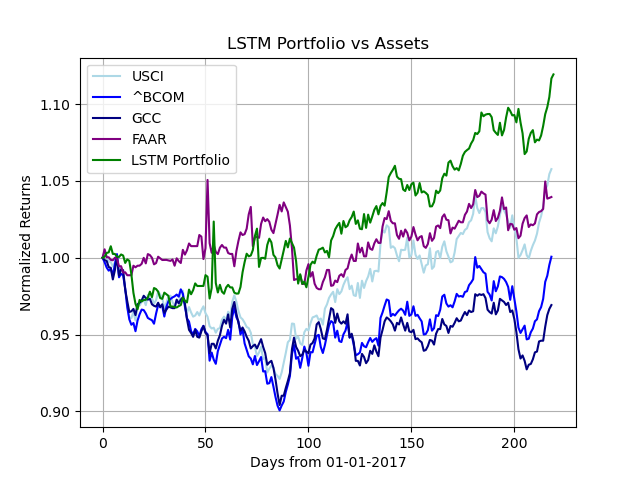 LSTM Portfolio vs Assets
USCI
^BCOM
GCC
FAAR
LSTM Portfolio
1.10
1.05
1.00
0.95
0.90
Normalized Returns
0 50 100 150 200
Days from 01-01-2017